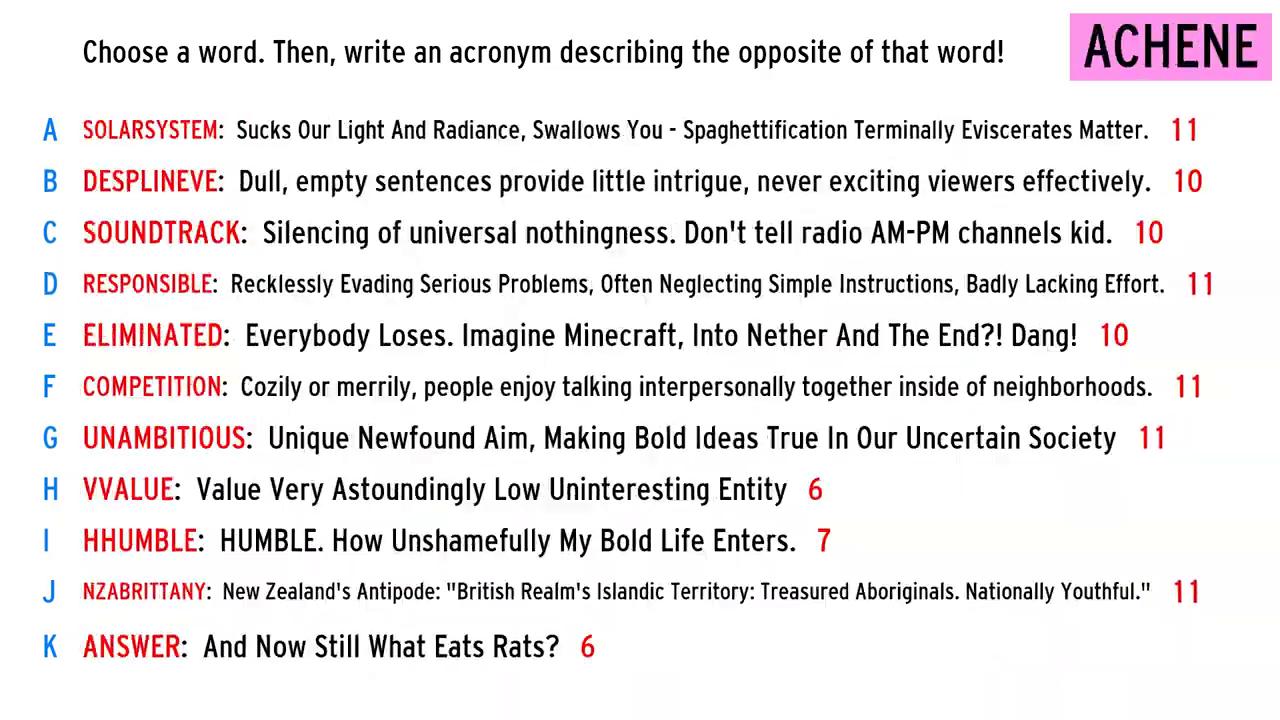 Choose a word. Then, write an acronym describing the opposite of that word!
ACHENE
A SOLARSYSTEM: Sucks Our Light And Radiance, Swallows You - Spaghettification Terminally Eviscerates Matter. 11
B DESPLINEVE: Dull, empty sentences provide little intrigue, never exciting viewers effectively. 10
C SOUNDTRACK: Silencing of universal nothingness. Don't tell radio AM-PM channels kid. 10
D RESPONSIBLE: Recklessly Evading Serious Problems, Often Neglecting Simple Instructions, Badly Lacking Effort. 11
E ELIMINATED: Everybody Loses. Imagine Minecraft, Into Nether And The End?! Dang! 10
F COMPETITION: Cozily or merrily, people enjoy talking interpersonally together inside of neighborhoods. 11
G UNAMBITIOUS: Unique Newfound Aim, Making Bold Ideas True In Our Uncertain Society 11
H VVALUE: Value Very Astoundingly Low Uninteresting Entity 6
I HHUMBLE: HUMBLE. How Unshamefully My Bold Life Enters. 7
J NZABRITTANY: New Zealand's Antipode: "British Realm's Islandic Territory: Treasured Aboriginals. Nationally Youthful." 11
K ANSWER: And Now Still What Eats Rats? 6